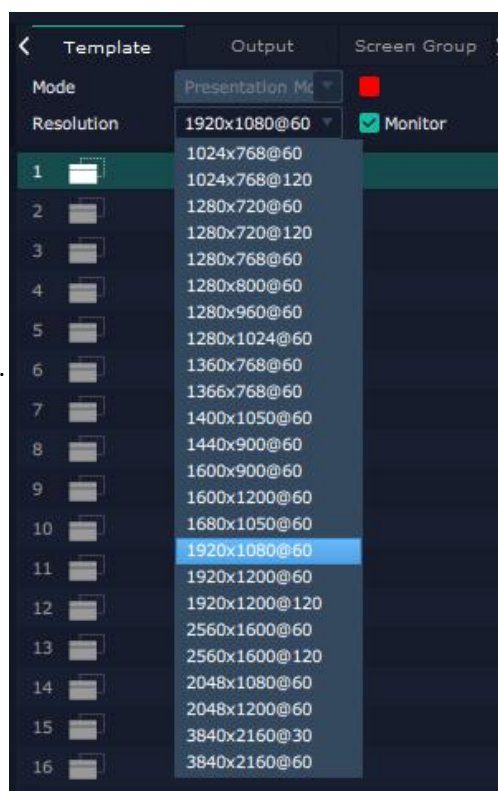 Template Output Screen Group
Mode Presentation Mc
Resolution 1920x1080@60 Monitor
1024x768@60
1024x768@120
1280x720@60
1280x720@120
1280x768@60
1280x800@60
1280x960@60
1280x1024@60
1360x768@60
1366x768@60
1400x1050@60
1440x900@60
1600x900@60
1600x1200@60
1680x1050@60
1920x1080@60
1920x1200@60
1920x1200@120
2560x1600@60
2560x1600@120
2048x1080@60
2048x1200@60
3840x2160@30
3840x2160@60
1
2
3
4
5
6
7
8
9
10
11
12
13
14
15
16
.